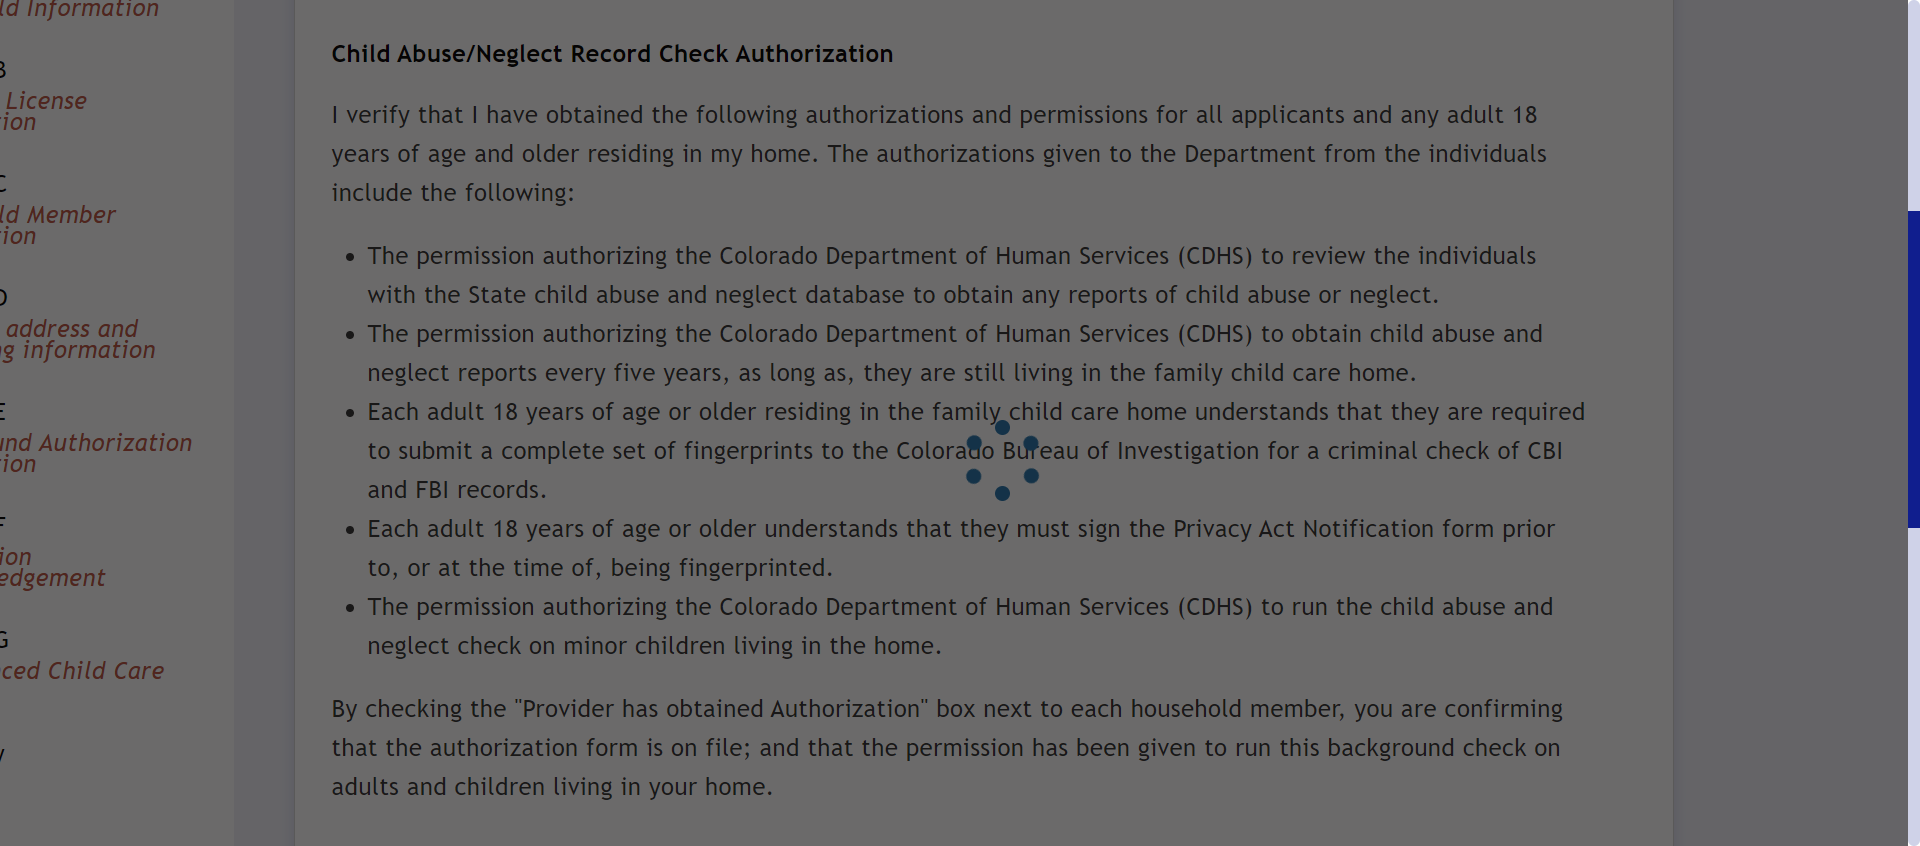 ld Information
B
License
tion
C
ld Member
tion
D
address and
ng information
E
und Authorization
tion
F
ion
edgement
G
ced Child Care
Child Abuse/Neglect Record Check Authorization
I verify that I have obtained the following authorizations and permissions for all applicants and any adult 18
years of age and older residing in my home. The authorizations given to the Department from the individuals
include the following:
• The permission authorizing the Colorado Department of Human Services (CDHS) to review the individuals
with the State child abuse and neglect database to obtain any reports of child abuse or neglect.
• The permission authorizing the Colorado Department of Human Services (CDHS) to obtain child abuse and
neglect reports every five years, as long as, they are still living in the family child care home.
• Each adult 18 years of age or older residing in the family child care home understands that they are required
to submit a complete set of fingerprints to the Colorado Bureau of Investigation for a criminal check of CBI
and FBI records.
• Each adult 18 years of age or older understands that they must sign the Privacy Act Notification form prior
to, or at the time of, being fingerprinted.
• The permission authorizing the Colorado Department of Human Services (CDHS) to run the child abuse and
neglect check on minor children living in the home.
By checking the "Provider has obtained Authorization" box next to each household member, you are confirming
that the authorization form is on file; and that the permission has been given to run this background check on
adults and children living in your home.